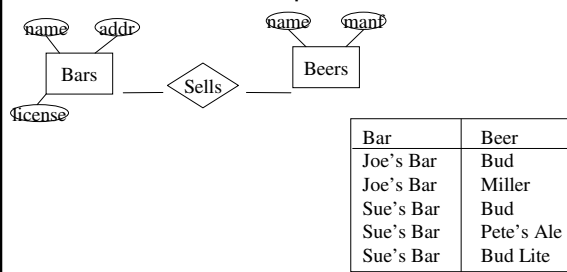 name addr
name manf
Bars
Sells
Beers
license
Bar Beer
Joe's Bar Bud
Joe's Bar Miller
Sue's Bar Bud
Sue's Bar Pete's Ale
Sue's Bar Bud Lite